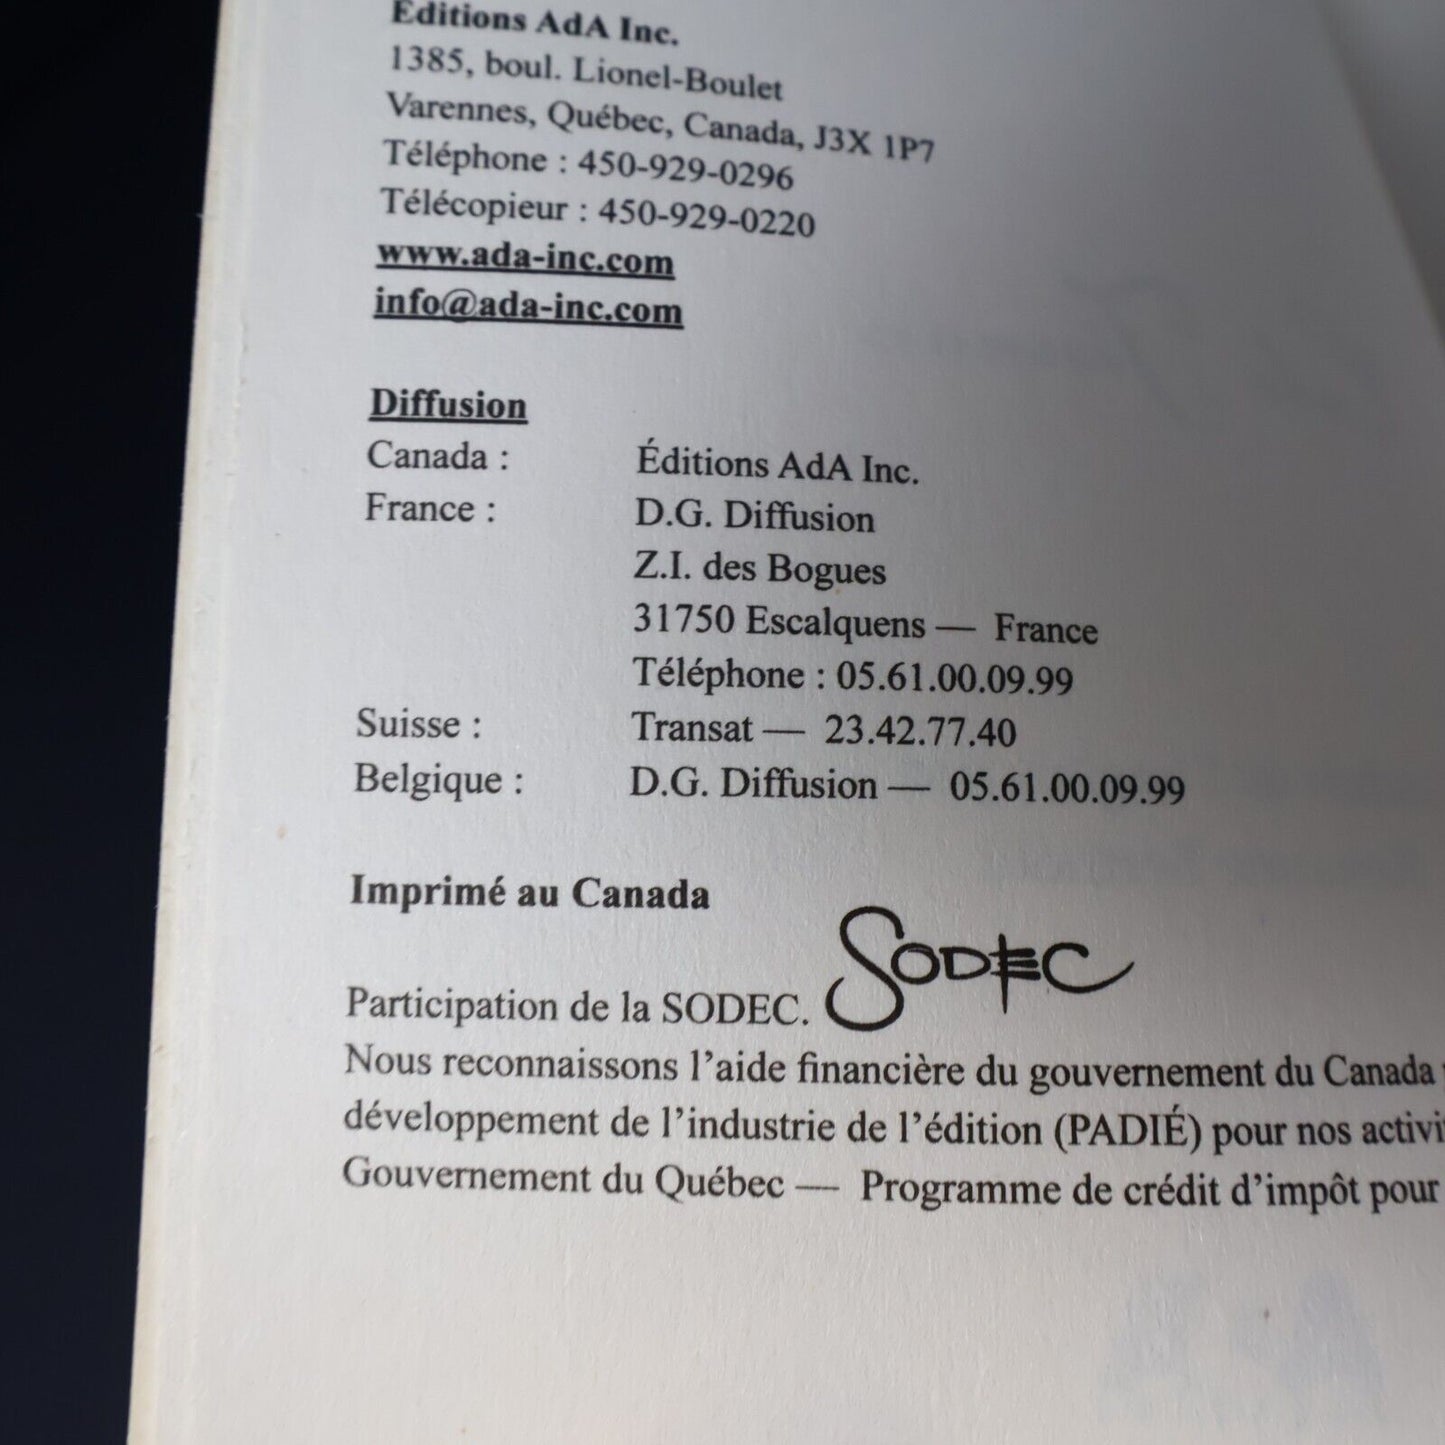 Éditions AdA Inc.
1385, boul. Lionel-Boulet
Varennes, Québec, Canada, J3X 1P7
Téléphone : 450-929-0296
Télécopieur : 450-929-0220
www.ada-inc.com
info@ada-inc.com
Diffusion
Canada : Éditions AdA Inc.
France : D.G. Diffusion
Z.I. des Bogues
31750 Escalquens — France
Téléphone : 05.61.00.09.99
Suisse : Transat — 23.42.77.40
Belgique : D.G. Diffusion — 05.61.00.09.99
Imprimé au Canada
SODEC
Participation de la SODEC.
Nous reconnaissons l’aide financière du gouvernement du Canada
développement de l’industrie de l’édition (PADIÉ) pour nos
Gouvernement du Québec — Programme de crédit d’impôt pour